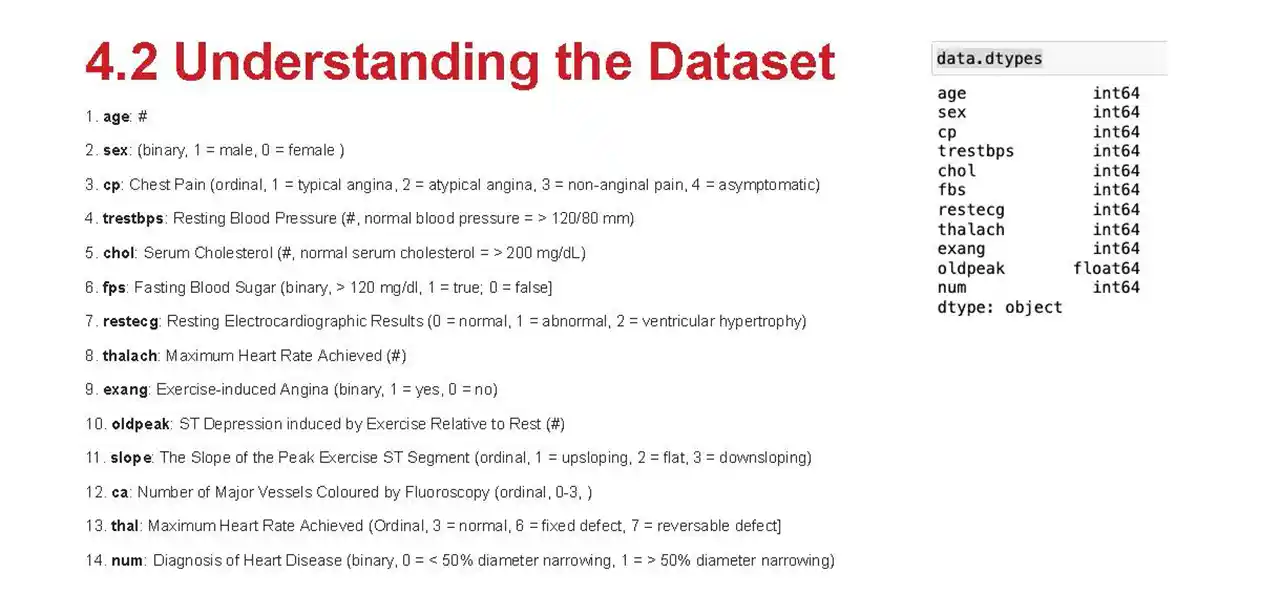 4.2 Understanding the Dataset
1. age: #
2. sex: (binary, 1 = male, 0 = female )
3. cp: Chest Pain (ordinal, 1 = typical angina, 2 = atypical angina, 3 = non-anginal pain, 4 = asymptomatic)
4. trestbps: Resting Blood Pressure (#, normal blood pressure = > 120/80 mm)
5. chol: Serum Cholesterol (#, normal serum cholesterol = > 200 mg/dL)
6. fps: Fasting Blood Sugar (binary, > 120 mg/dl, 1 = true; 0 = false]
7. restecg: Resting Electrocardiographic Results (0 = normal, 1 = abnormal, 2 = ventricular hypertrophy)
8. thalach: Maximum Heart Rate Achieved (#)
9. exang: Exercise-induced Angina (binary, 1 = yes, 0 = no)
10. oldpeak: ST Depression induced by Exercise Relative to Rest (#)
11. slope: The Slope of the Peak Exercise ST Segment (ordinal, 1 = upsloping, 2 = flat, 3 = downsloping)
12. ca: Number of Major Vessels Coloured by Fluoroscopy (ordinal, 0-3, )
13. thal: Maximum Heart Rate Achieved (Ordinal, 3 = normal, 6 = fixed defect, 7 = reversable defect]
14. num: Diagnosis of Heart Disease (binary, 0 = < 50% diameter narrowing, 1 = > 50% diameter narrowing)
data.dtypes
age int64
sex int64
cp int64
trestbps int64
chol int64
fbs int64
restecg int64
thalach int64
exang int64
oldpeak float64
num int64
dtype: object